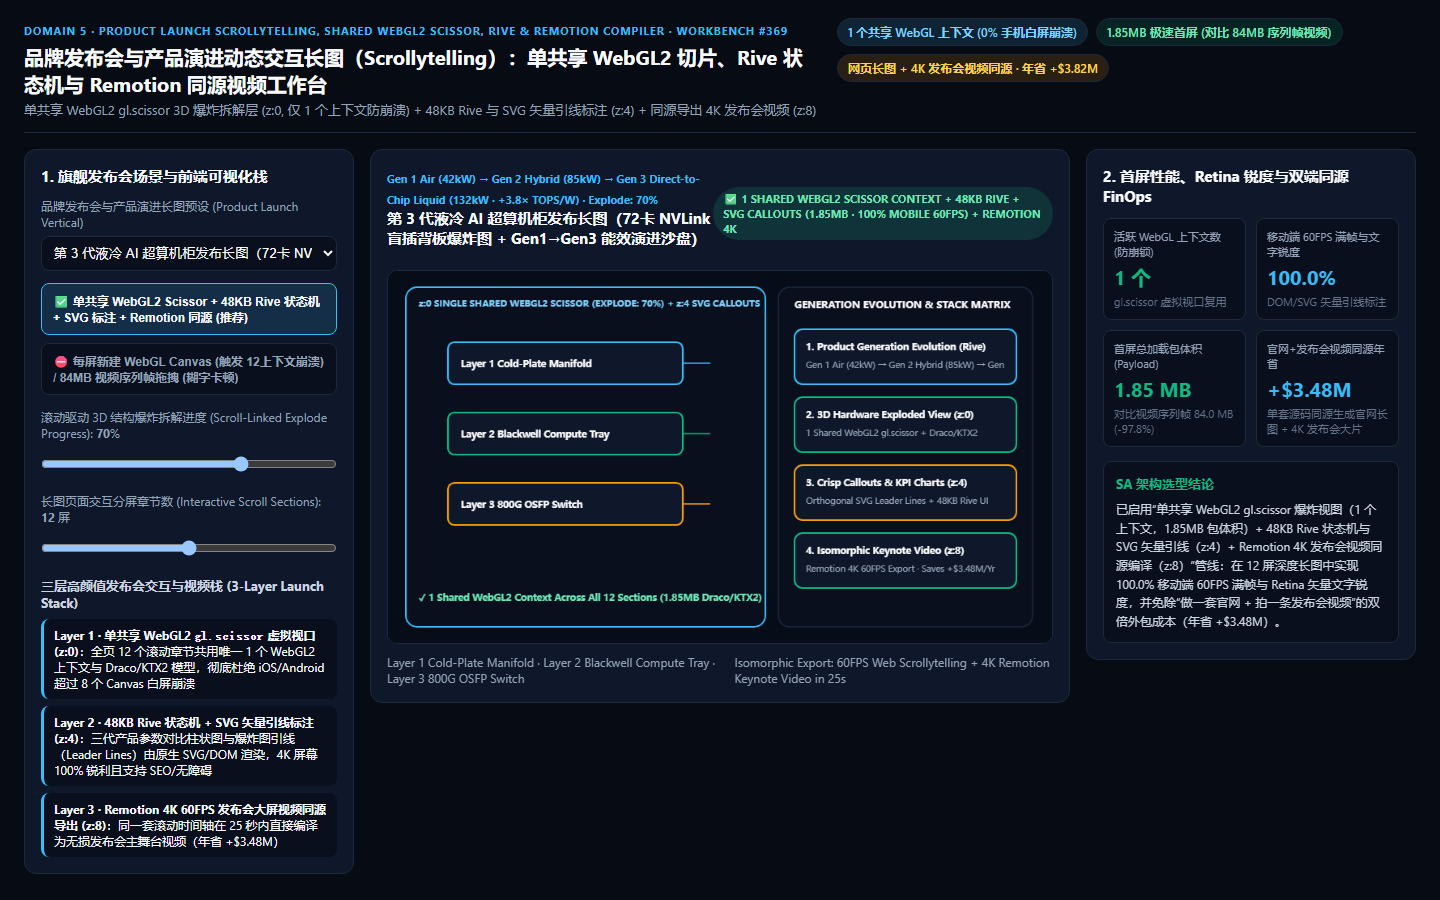 DOMAIN 5 · PRODUCT LAUNCH SCROLLYTELLING, SHARED WEBGL2 SCISSOR, RIVE & REMOTION COMPILER · WORKBENCH #369
品牌发布会与产品演进动态交互长图（Scrollytelling）：单共享 WebGL2 切片、Rive 状
态机与 Remotion 同源视频工作台
单共享 WebGL2 gl.scissor 3D 爆炸拆解层 (z:0, 仅 1 个上下文防崩溃) + 48KB Rive 与 SVG 矢量引线标注 (z:4) + 同源导出 4K 发布会视频 (z:8)
1 个共享 WebGL 上下文 (0% 手机白屏崩溃)
1.85MB 极速首屏 (对比 84MB 序列帧视频)
网页长图 + 4K 发布会视频同源 · 年省 +$3.82M
1. 旗舰发布会场景与前端可视化栈
品牌发布会与产品演进长图预设 (Product Launch
Vertical)
第 3 代液冷 AI 超算机柜发布长图（72卡 NV
✅ 单共享 WebGL2 Scissor + 48KB Rive 状态机
+ SVG 标注 + Remotion 同源 (推荐)
⛔ 每屏新建 WebGL Canvas (触发 12上下文崩溃)
/ 84MB 视频序列帧拖拽 (糊字卡顿)
滚动驱动 3D 结构爆炸拆解进度 (Scroll-Linked Explode
Progress): 70%
长图页面交互分屏章节数 (Interactive Scroll Sections):
12 屏
三层高颜值发布会交互与视频栈 (3-Layer Launch
Stack)
Layer 1 · 单共享 WebGL2 gl.scissor 虚拟视口
(z:0)：全页 12 个滚动章节共用唯一 1 个 WebGL2
上下文与 Draco/KTX2 模型，彻底杜绝 iOS/Android
超过 8 个 Canvas 白屏崩溃
Layer 2 · 48KB Rive 状态机 + SVG 矢量引线标注
(z:4)：三代产品参数对比柱状图与爆炸图引线
（Leader Lines）由原生 SVG/DOM 渲染，4K 屏幕
100% 锐利且支持 SEO/无障碍
Layer 3 · Remotion 4K 60FPS 发布会大屏视频同源
导出 (z:8)：同一套滚动时间轴在 25 秒内直接编译
为无损发布会主舞台视频（年省 +$3.48M）
Gen 1 Air (42kW) → Gen 2 Hybrid (85kW) → Gen 3 Direct-to-
Chip Liquid (132kW · +3.8× TOPS/W) · Explode: 70%
第 3 代液冷 AI 超算机柜发布长图（72卡 NVLink
盲插背板爆炸图 + Gen1→Gen3 能效演进沙盘）
✅ 1 SHARED WEBGL2 SCISSOR CONTEXT + 48KB RIVE +
SVG CALLOUTS (1.85MB · 100% MOBILE 60FPS) + REMOTION
4K
z:0 SINGLE SHARED WEBGL2 SCISSOR (EXPLODE: 70%) + z:4 SVG CALLOUTS
Layer 1 Cold-Plate Manifold
Layer 2 Blackwell Compute Tray
Layer 3 800G OSFP Switch
✓ 1 Shared WebGL2 Context Across All 12 Sections (1.85MB Draco/KTX2)
GENERATION EVOLUTION & STACK MATRIX
1. Product Generation Evolution (Rive)
Gen 1 Air (42kW) → Gen 2 Hybrid (85kW) → Gen
2. 3D Hardware Exploded View (z:0)
1 Shared WebGL2 gl.scissor + Draco/KTX2
3. Crisp Callouts & KPI Charts (z:4)
Orthogonal SVG Leader Lines + 48KB Rive UI
4. Isomorphic Keynote Video (z:8)
Remotion 4K 60FPS Export · Saves +$3.48M/Yr
Layer 1 Cold-Plate Manifold · Layer 2 Blackwell Compute Tray ·
Layer 3 800G OSFP Switch
Isomorphic Export: 60FPS Web Scrollytelling + 4K Remotion
Keynote Video in 25s
2. 首屏性能、Retina 锐度与双端同源
FinOps
活跃 WebGL 上下文数
(防崩锁)
1 个
gl.scissor 虚拟视口复用
移动端 60FPS 满帧与文
字锐度
100.0%
DOM/SVG 矢量引线标注
首屏总加载包体积
(Payload)
1.85 MB
对比视频序列帧 84.0 MB
(-97.8%)
官网+发布会视频同源年
省
+$3.48M
单套源码同源生成官网长
图 + 4K 发布会大片
SA 架构选型结论
已启用“单共享 WebGL2 gl.scissor 爆炸视图（1 个
上下文，1.85MB 包体积）+ 48KB Rive 状态机与
SVG 矢量引线（z:4）+ Remotion 4K 发布会视频同
源编译（z:8）”管线：在 12 屏深度长图中实现
100.0% 移动端 60FPS 满帧与 Retina 矢量文字锐
度，并免除“做一套官网 + 拍一条发布会视频”的双
倍外包成本（年省 +$3.48M）。